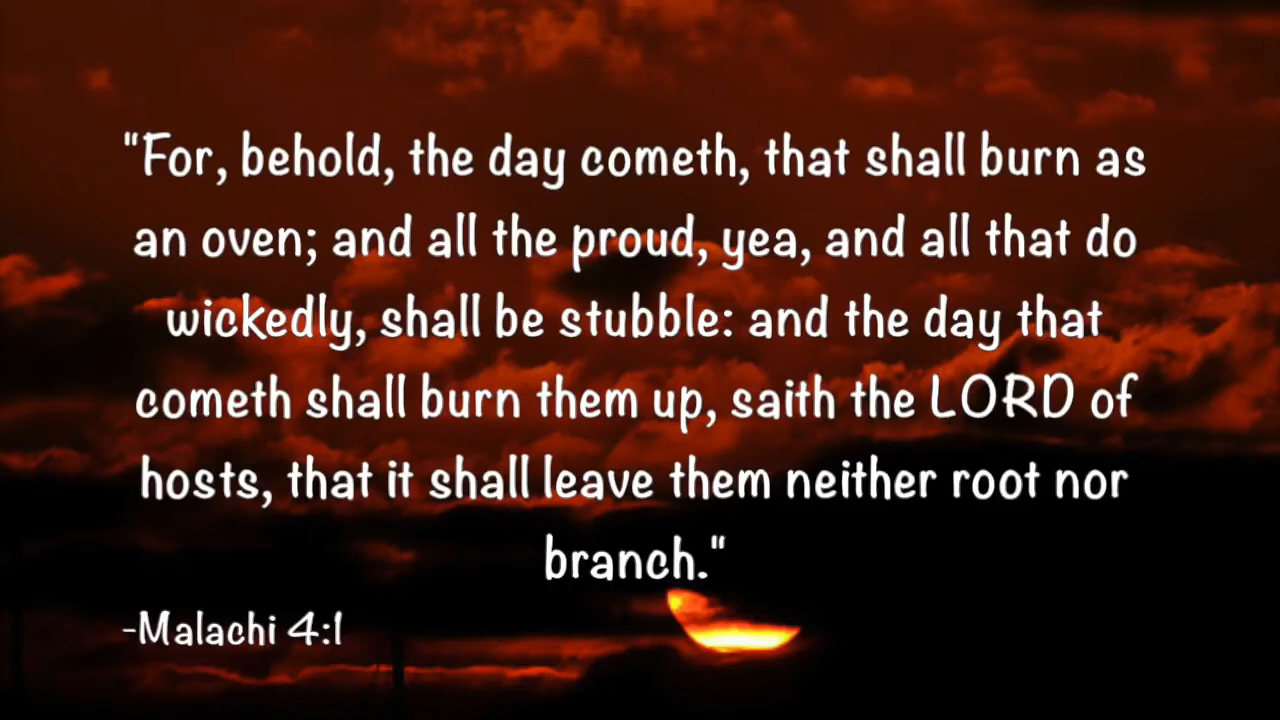 "For, behold, the day cometh, that shall burn as
an oven; and all the proud, yea, and all that do
wickedly, shall be stubble: and the day that
cometh shall burn them up, saith the LORD of
hosts, that it shall leave them neither root nor
branch."
-Malachi 4:1